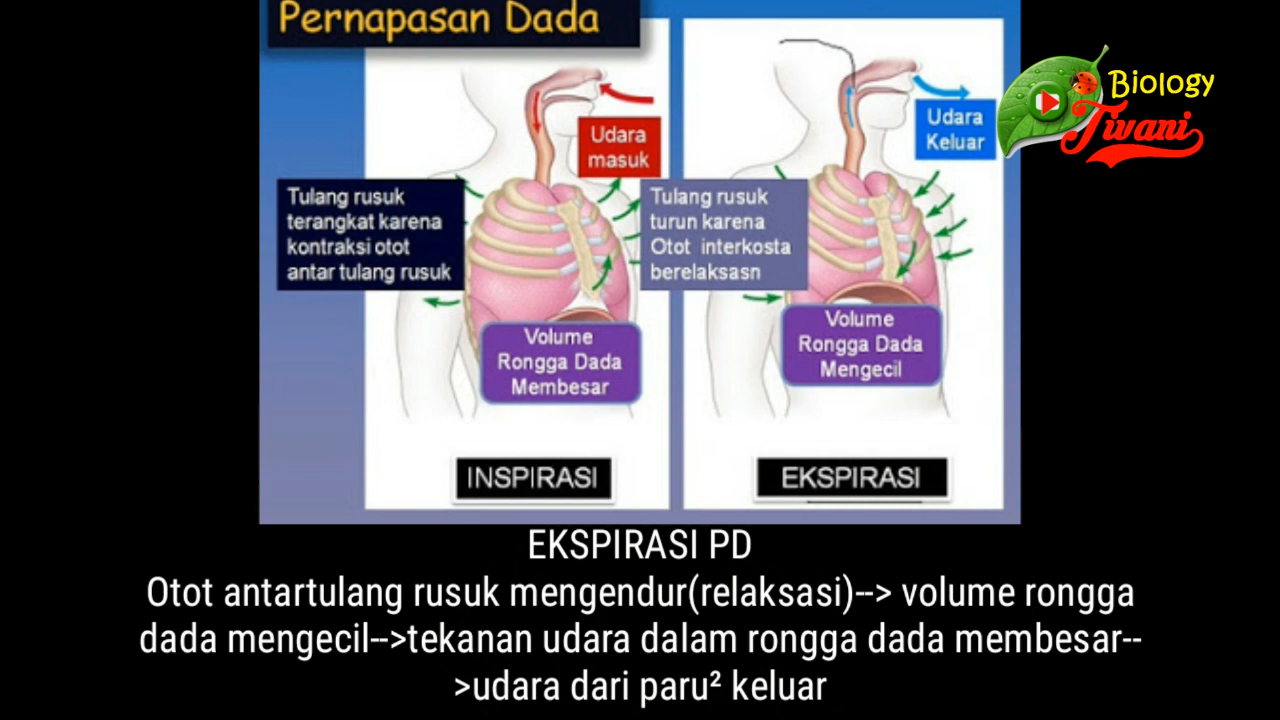 Pernapasan Dada
Biology
Tivani
Udara
masuk
Udara
Keluar
Tulang rusuk
terangkat karena
kontraksi otot
antar tulang rusuk
Tulang rusuk
turun karena
Otot interkosta
berelaksasn
Volume
Rongga Dada
Membesar
Volume
Rongga Dada
Mengecil
INSPIRASI
EKSPIRASI
EKSPIRASI PD
Otot antartulang rusuk mengendur(relaksasi)--> volume rongga
dada mengecil-->tekanan udara dalam rongga dada membesar--
>udara dari paru² keluar